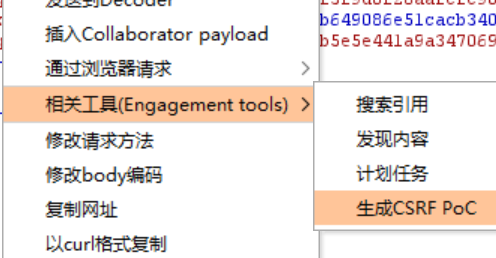 发送到Decoder
插入Collaborator payload
通过浏览器请求
相关工具(Engagement tools)
修改请求方法
修改body编码
复制网址
以curl格式复制
搜索引用
发现内容
计划任务
生成CSRF PoC
b649086e51cacb340
b5e5e441a9a347069